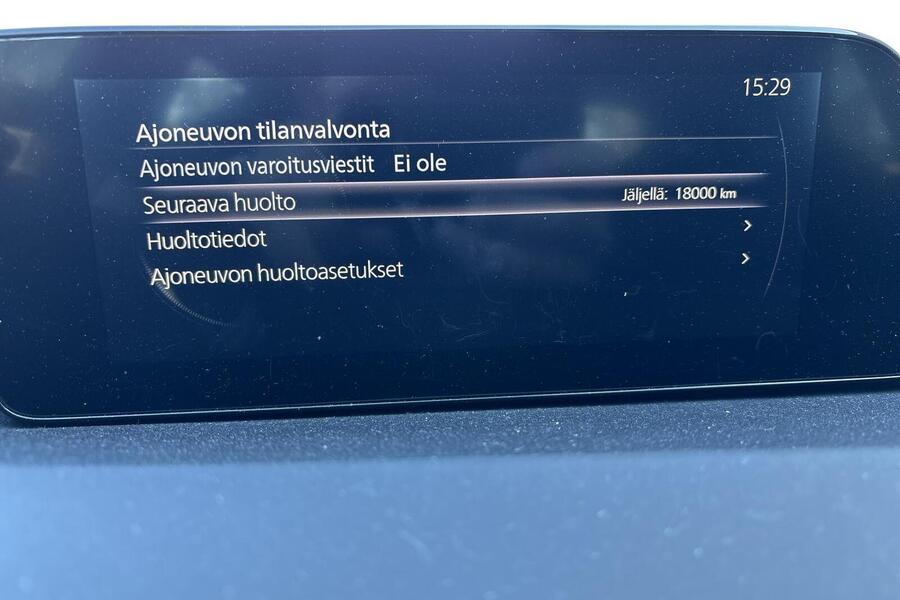 15:29
Ajoneuvon tilanvalvonta
Ajoneuvon varoitusviestit Ei ole
Seuraava huolto Jäljellä: 18000 km
Huoltotiedot >
Ajoneuvon huoltoasetukset >